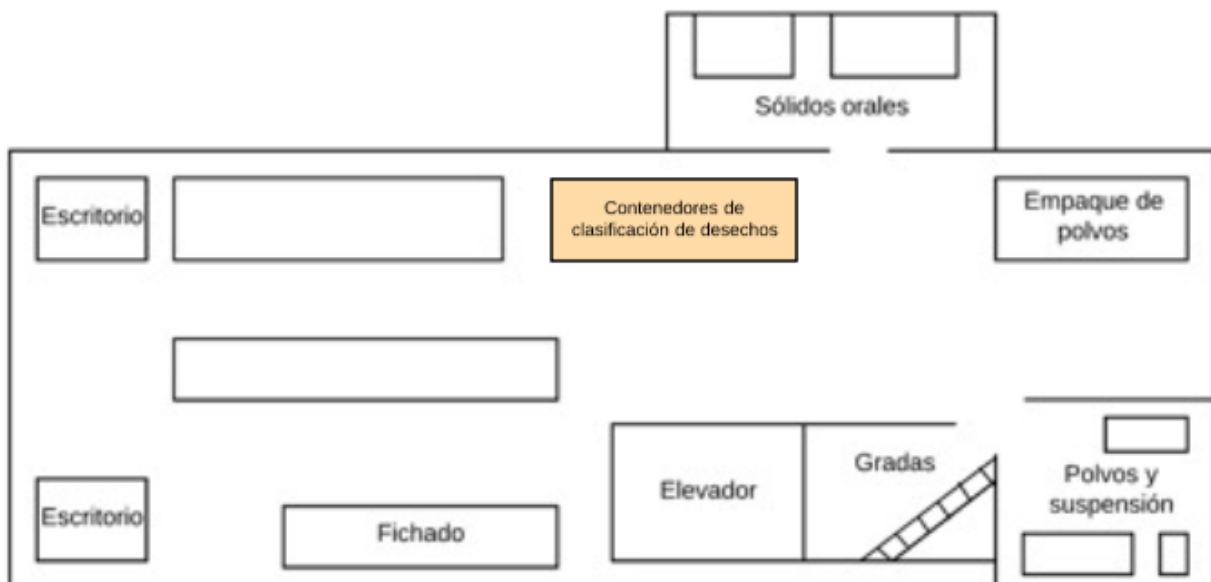 Sólidos orales
Escritorio
Contenedores de
clasificación de desechos
Empaque de
polvos
Escritorio
Fichado
Elevador
Gradas
Polvos y
suspensión